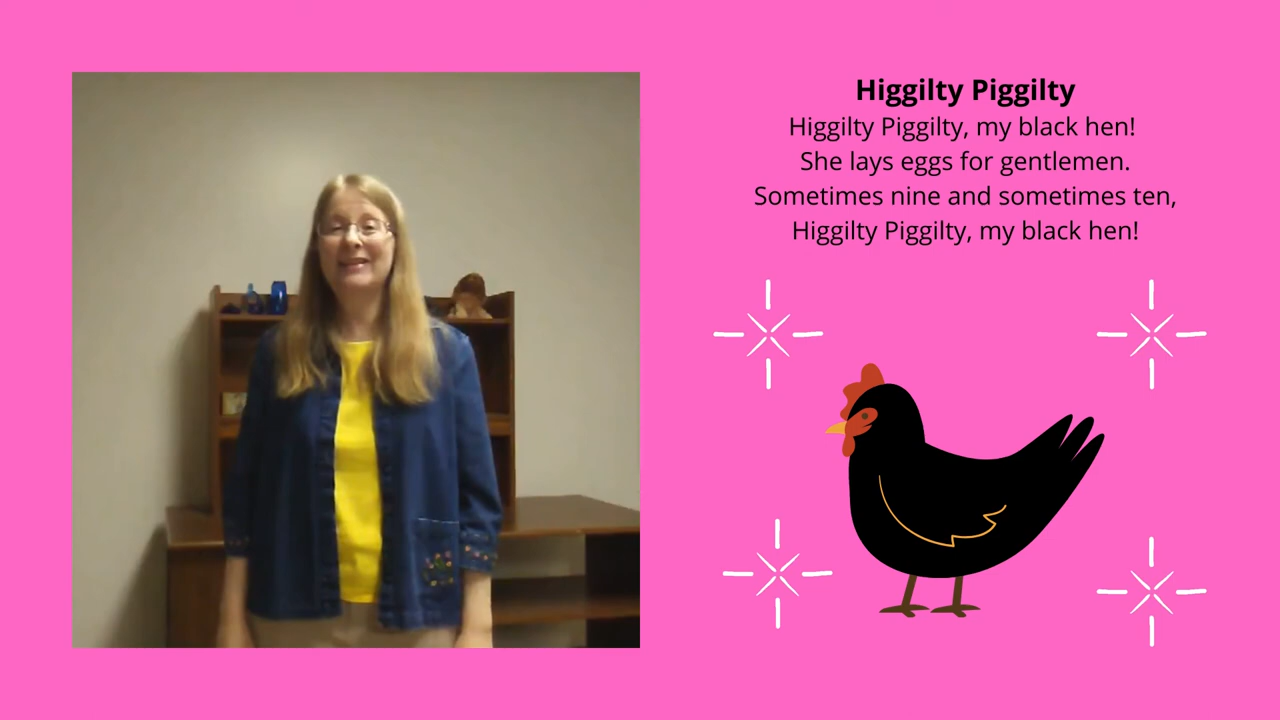 Higgilty Piggilty
Higgilty Piggilty, my black hen!
She lays eggs for gentlemen.
Sometimes nine and sometimes ten,
Higgilty Piggilty, my black hen!